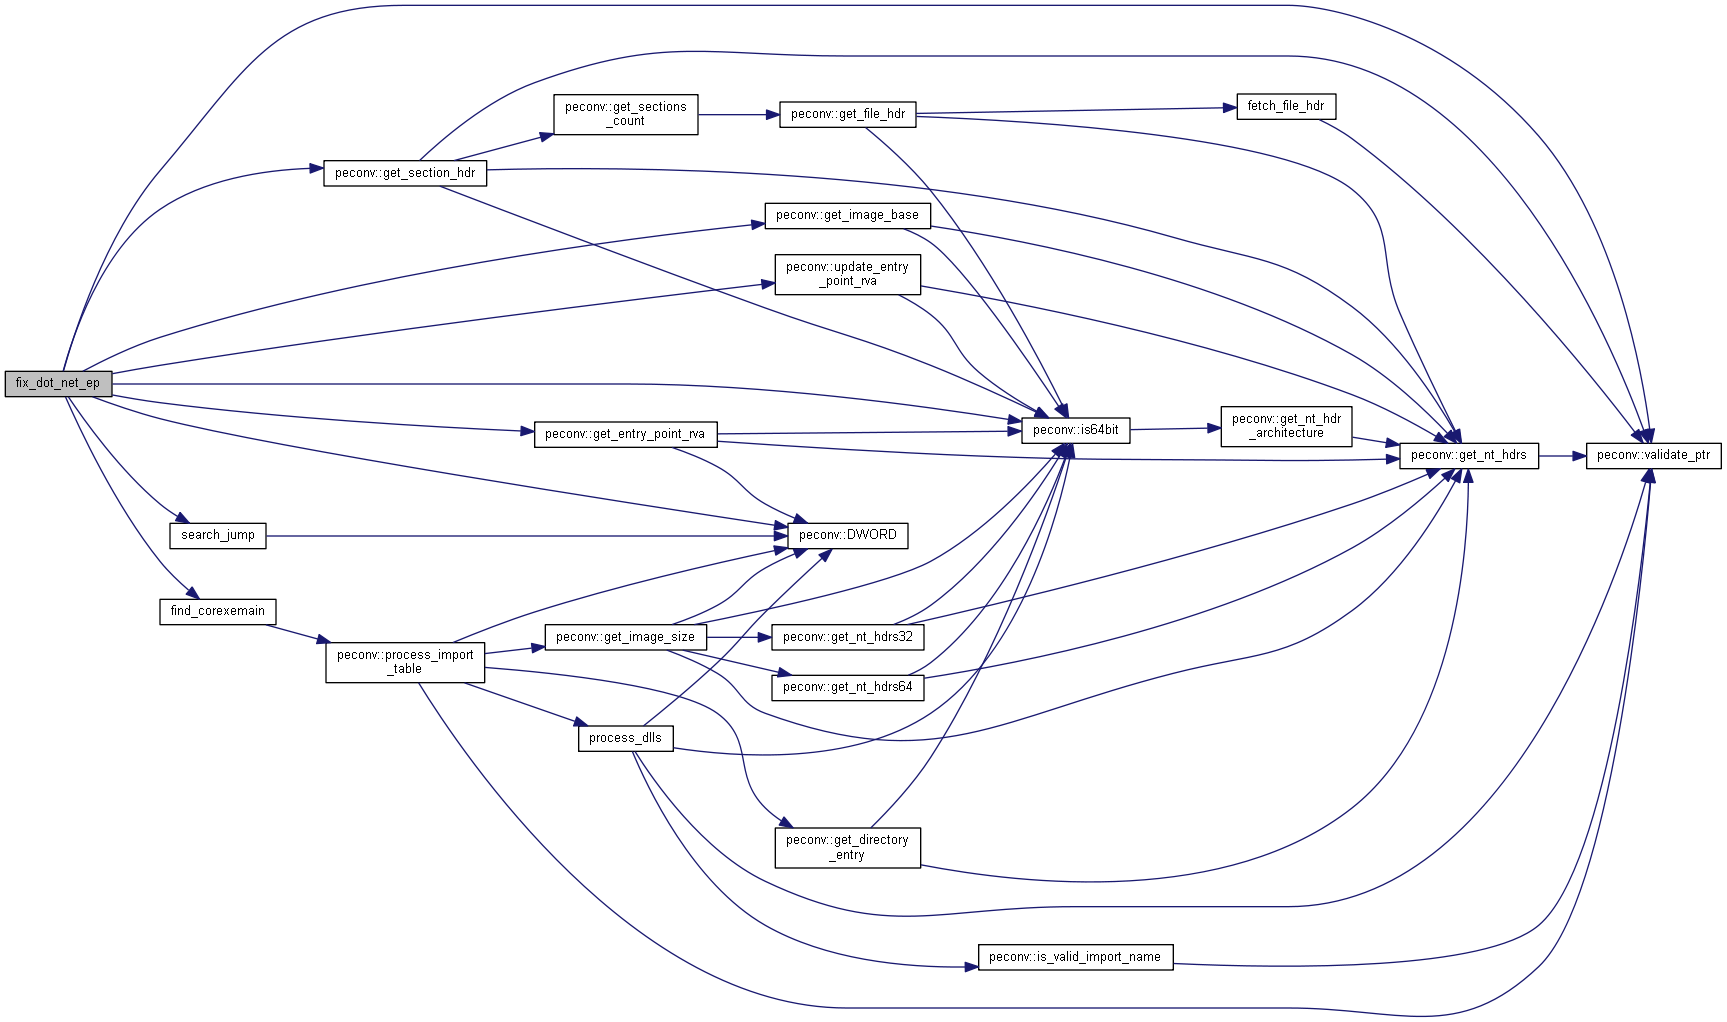 fetch_file_hdr
peconv::get_sections
_count
peconv::get_file_hdr
peconv::get_section_hdr
peconv::get_image_base
peconv::update_entry
_point_rva
fix_dot_net_ep
peconv::get_nt_hdr
_architecture
peconv::is64bit
peconv::get_entry_point_rva
peconv::get_nt_hdrs
peconv::validate_ptr
search_jump
peconv::DWORD
find_corexemain
peconv::get_image_size
peconv::get_nt_hdrs32
peconv::process_import
_table
peconv::get_nt_hdrs64
process_dlls
peconv::get_directory
_entry
peconv::is_valid_import_name